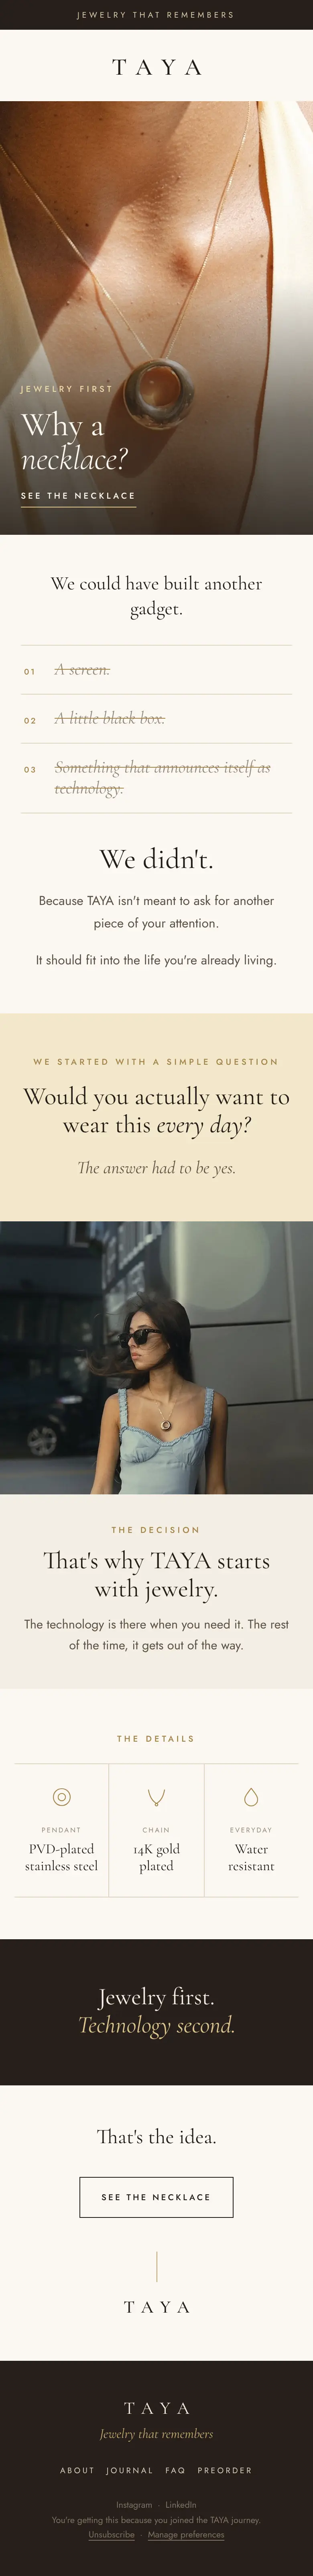 JEWELRY THAT REMEMBERS
TAYA
JEWELRY FIRST
Why a
necklace?
SEE THE NECKLACE
We could have built another
gadget.
01 A screen.
02 A little black box.
03 Something that announces itself as
technology.
We didn't.
Because TAYA isn't meant to ask for another
piece of your attention.
It should fit into the life you're already living.
WE STARTED WITH A SIMPLE QUESTION
Would you actually want to
wear this every day?
The answer had to be yes.
THE DECISION
That's why TAYA starts
with jewelry.
The technology is there when you need it. The rest
of the time, it gets out of the way.
THE DETAILS
PENDANT
PVD-plated
stainless steel
CHAIN
14K gold
plated
EVERYDAY
Water
resistant
Jewelry first.
Technology second.
That's the idea.
SEE THE NECKLACE
TAYA
TAYA
Jewelry that remembers
ABOUT JOURNAL FAQ PREORDER
Instagram · LinkedIn
You're getting this because you joined the TAYA journey.
Unsubscribe · Manage preferences